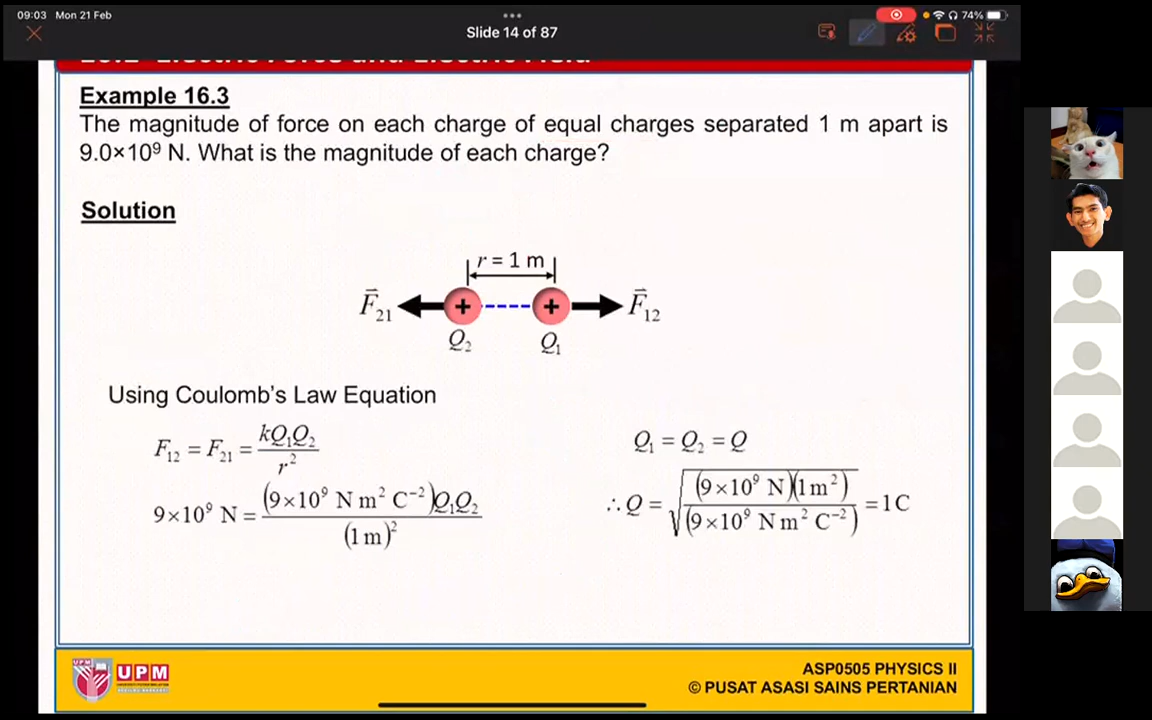 09:03 Mon 21 Feb
74%
Slide 14 of 87
Example 16.3
The magnitude of force on each charge of equal charges separated 1 m apart is
9.0×10⁹ N. What is the magnitude of each charge?
Solution
r = 1 m
F⃗₂₁ + + F⃗₁₂
Q₂ Q₁
Using Coulomb's Law Equation
F₁₂ = F₂₁ = kQ₁Q₂ / r²
9×10⁹ N = (9×10⁹ N m² C⁻²)Q₁Q₂ / (1 m)²
Q₁ = Q₂ = Q
∴ Q = √((9×10⁹ N)(1 m²) / (9×10⁹ N m² C⁻²)) = 1 C
UPM
UPM
ASP0505 PHYSICS II
© PUSAT ASASI SAINS PERTANIAN